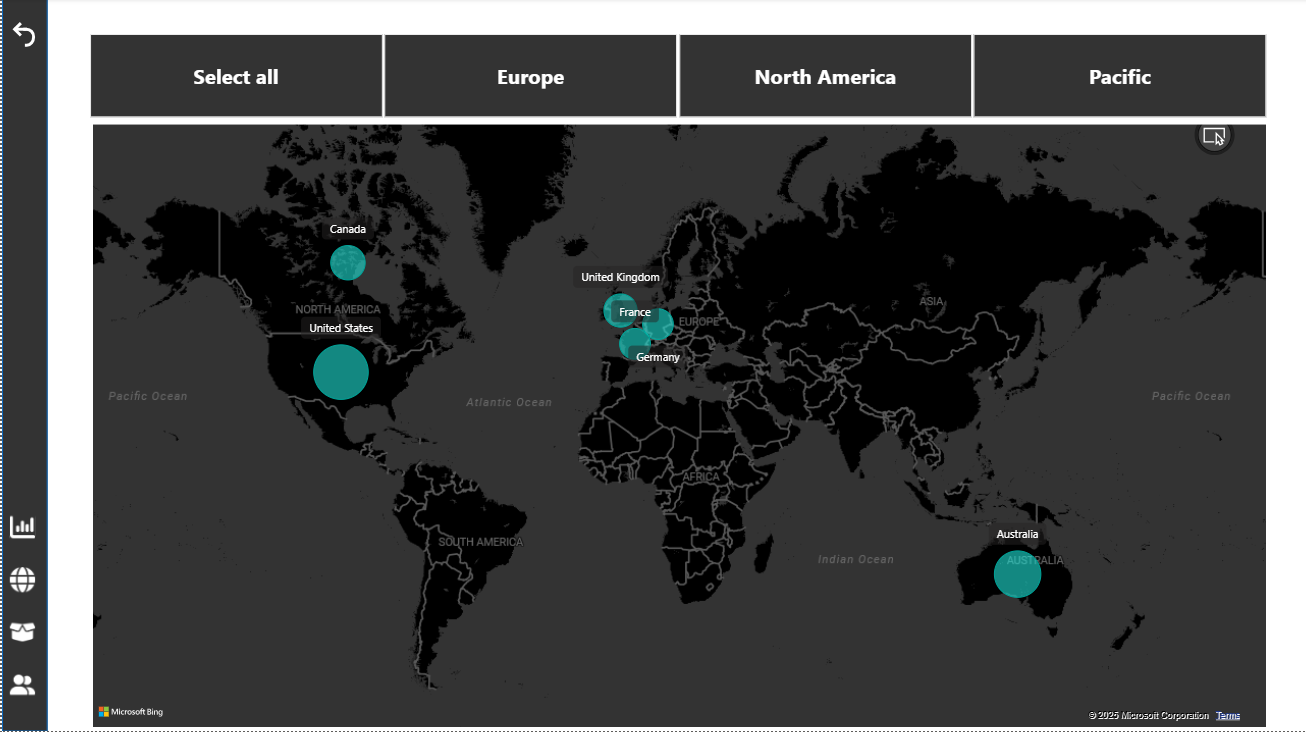 Select all
Europe
North America
Pacific
Canada
United Kingdom
NORTH AMERICA
ASIA
France
EUROPE
United States
Germany
Pacific Ocean
Atlantic Ocean
Pacific Ocean
AFRICA
SOUTH AMERICA
Australia
Indian Ocean
AUSTRALIA
Microsoft Bing
© 2025 Microsoft Corporation Terms